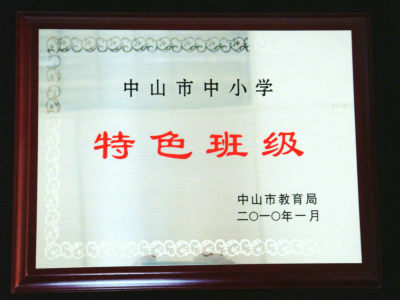 中山市中小学
特色班级
中山市教育局
二〇一〇年一月